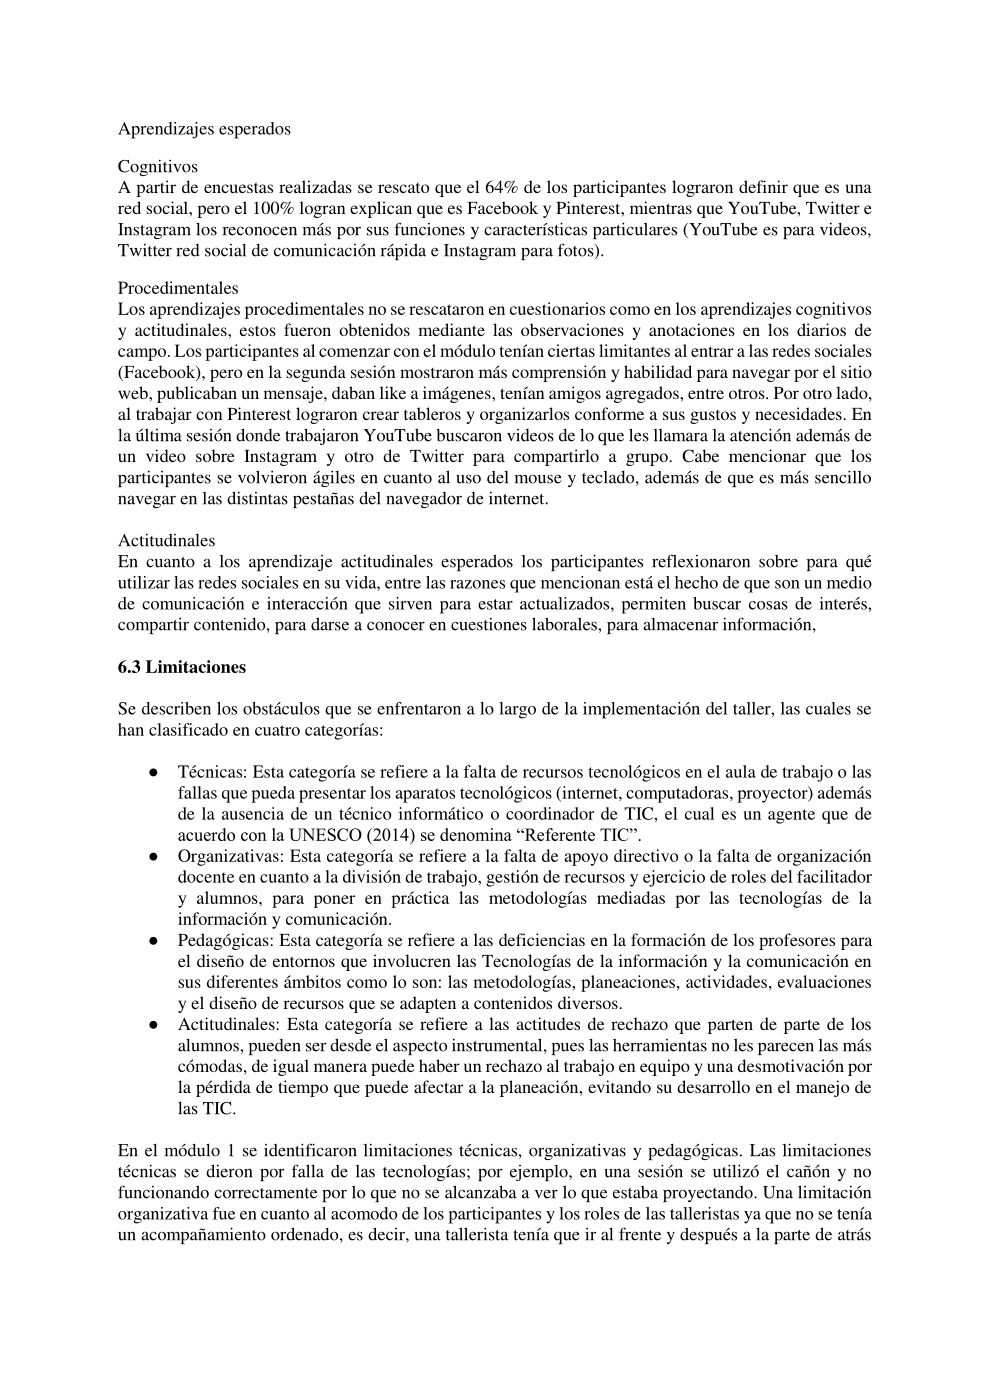 Aprendizajes esperados
Cognitivos
A partir de encuestas realizadas se rescato que el 64% de los participantes lograron definir que es una
red social, pero el 100% logran explican que es Facebook y Pinterest, mientras que YouTube, Twitter e
Instagram los reconocen más por sus funciones y características particulares (YouTube es para videos,
Twitter red social de comunicación rápida e Instagram para fotos).
Procedimentales
Los aprendizajes procedimentales no se rescataron en cuestionarios como en los aprendizajes cognitivos
y actitudinales, estos fueron obtenidos mediante las observaciones y anotaciones en los diarios de
campo. Los participantes al comenzar con el módulo tenían ciertas limitantes al entrar a las redes sociales
(Facebook), pero en la segunda sesión mostraron más comprensión y habilidad para navegar por el sitio
web, publicaban un mensaje, daban like a imágenes, tenían amigos agregados, entre otros. Por otro lado,
al trabajar con Pinterest lograron crear tableros y organizarlos conforme a sus gustos y necesidades. En
la última sesión donde trabajaron YouTube buscaron videos de lo que les llamara la atención además de
un video sobre Instagram y otro de Twitter para compartirlo a grupo. Cabe mencionar que los
participantes se volvieron ágiles en cuanto al uso del mouse y teclado, además de que es más sencillo
navegar en las distintas pestañas del navegador de internet.
Actitudinales
En cuanto a los aprendizaje actitudinales esperados los participantes reflexionaron sobre para qué
utilizar las redes sociales en su vida, entre las razones que mencionan está el hecho de que son un medio
de comunicación e interacción que sirven para estar actualizados, permiten buscar cosas de interés,
compartir contenido, para darse a conocer en cuestiones laborales, para almacenar información,
6.3 Limitaciones
Se describen los obstáculos que se enfrentaron a lo largo de la implementación del taller, las cuales se
han clasificado en cuatro categorías:
● Técnicas: Esta categoría se refiere a la falta de recursos tecnológicos en el aula de trabajo o las
fallas que pueda presentar los aparatos tecnológicos (internet, computadoras, proyector) además
de la ausencia de un técnico informático o coordinador de TIC, el cual es un agente que de
acuerdo con la UNESCO (2014) se denomina “Referente TIC”.
● Organizativas: Esta categoría se refiere a la falta de apoyo directivo o la falta de organización
docente en cuanto a la división de trabajo, gestión de recursos y ejercicio de roles del facilitador
y alumnos, para poner en práctica las metodologías mediadas por las tecnologías de la
información y comunicación.
● Pedagógicas: Esta categoría se refiere a las deficiencias en la formación de los profesores para
el diseño de entornos que involucren las Tecnologías de la información y la comunicación en
sus diferentes ámbitos como lo son: las metodologías, planeaciones, actividades, evaluaciones
y el diseño de recursos que se adapten a contenidos diversos.
● Actitudinales: Esta categoría se refiere a las actitudes de rechazo que parten de parte de los
alumnos, pueden ser desde el aspecto instrumental, pues las herramientas no les parecen las más
cómodas, de igual manera puede haber un rechazo al trabajo en equipo y una desmotivación por
la pérdida de tiempo que puede afectar a la planeación, evitando su desarrollo en el manejo de
las TIC.
En el módulo 1 se identificaron limitaciones técnicas, organizativas y pedagógicas. Las limitaciones
técnicas se dieron por falla de las tecnologías; por ejemplo, en una sesión se utilizó el cañón y no
funcionando correctamente por lo que no se alcanzaba a ver lo que estaba proyectando. Una limitación
organizativa fue en cuanto al acomodo de los participantes y los roles de las talleristas ya que no se tenía
un acompañamiento ordenado, es decir, una tallerista tenía que ir al frente y después a la parte de atrás